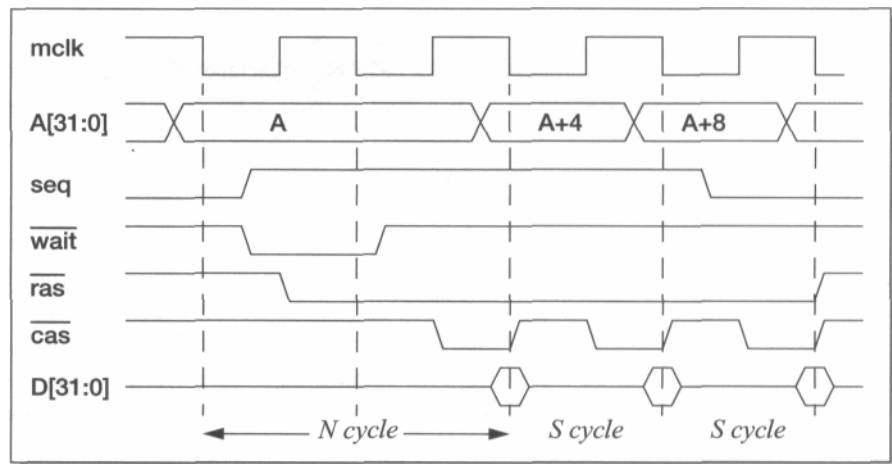 mclk
A[31:0] A A+4 A+8
seq
wait
ras
cas
D[31:0]
N cycle S cycle S cycle